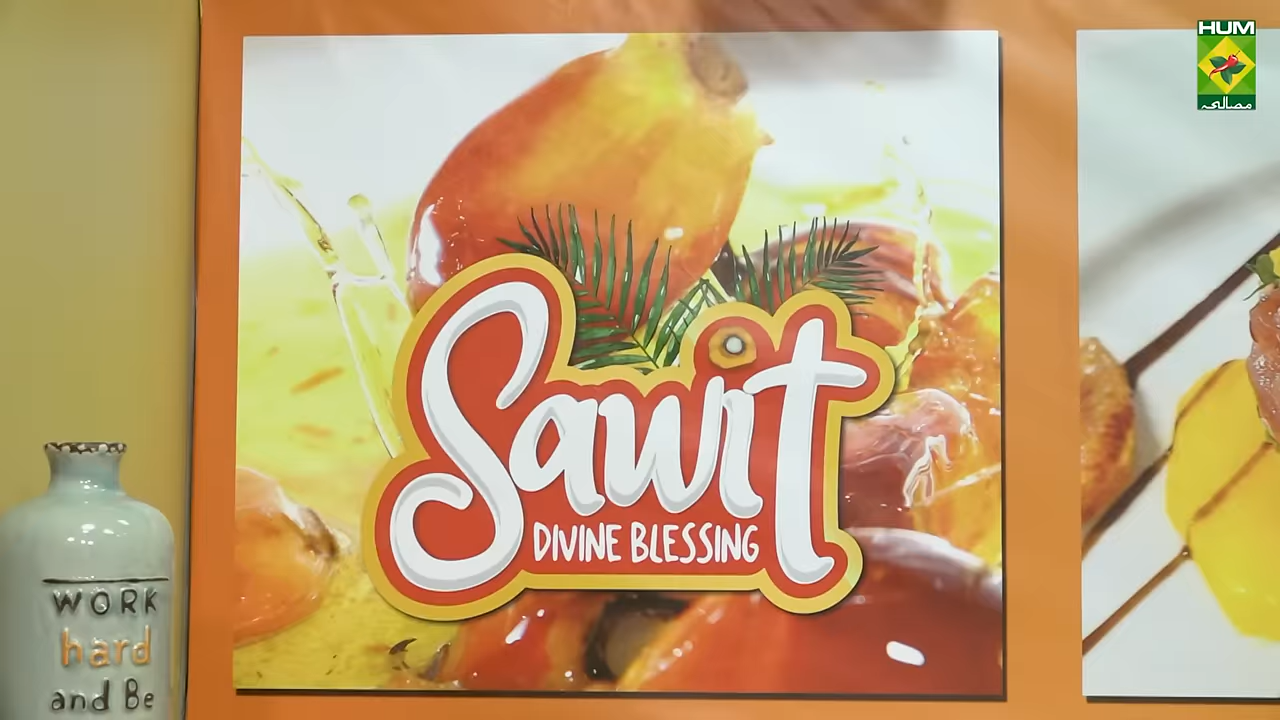 HUM
مصالحہ
Sawit
DIVINE BLESSING
WORK
hard
and Be